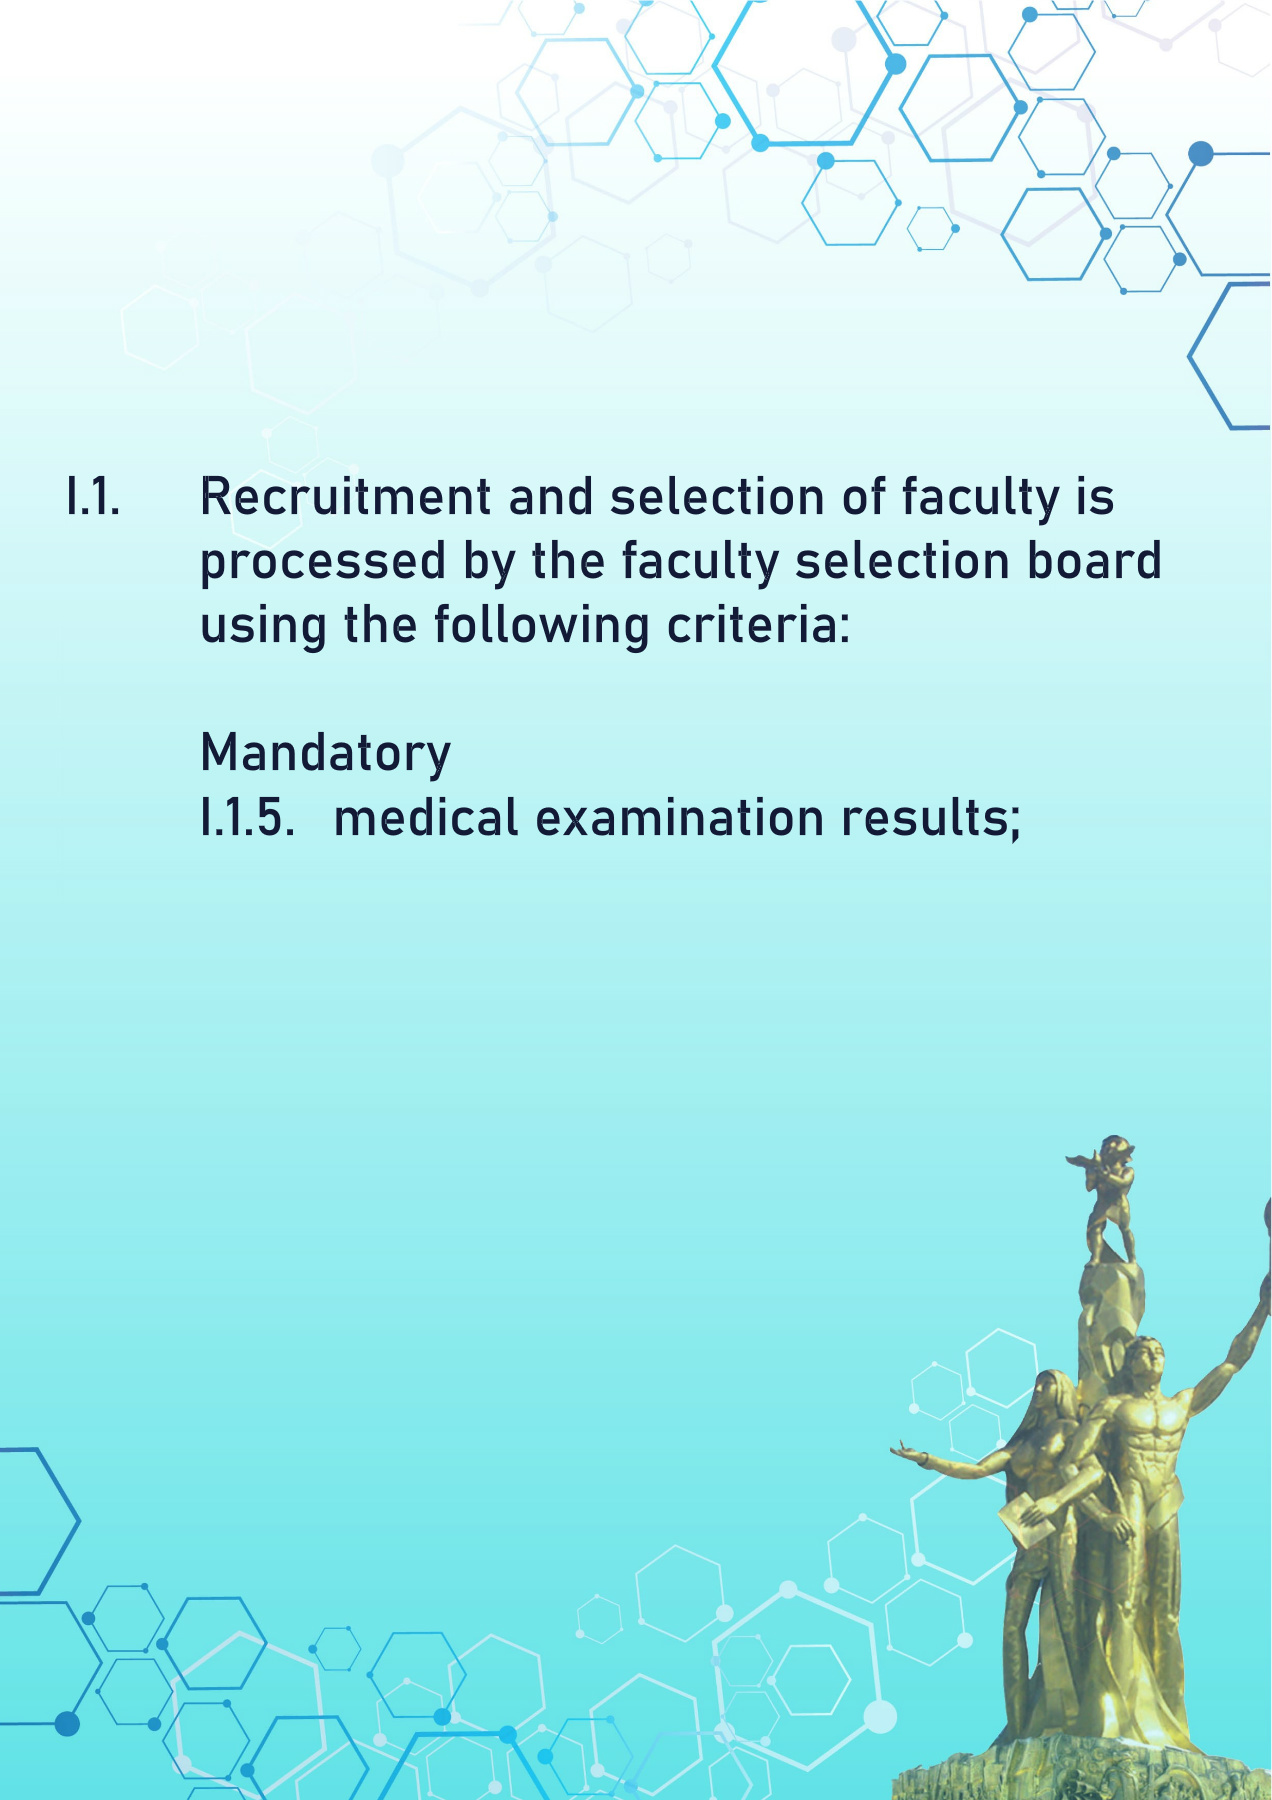 I.1. Recruitment and selection of faculty is
processed by the faculty selection board
using the following criteria:
Mandatory
I.1.5. medical examination results;